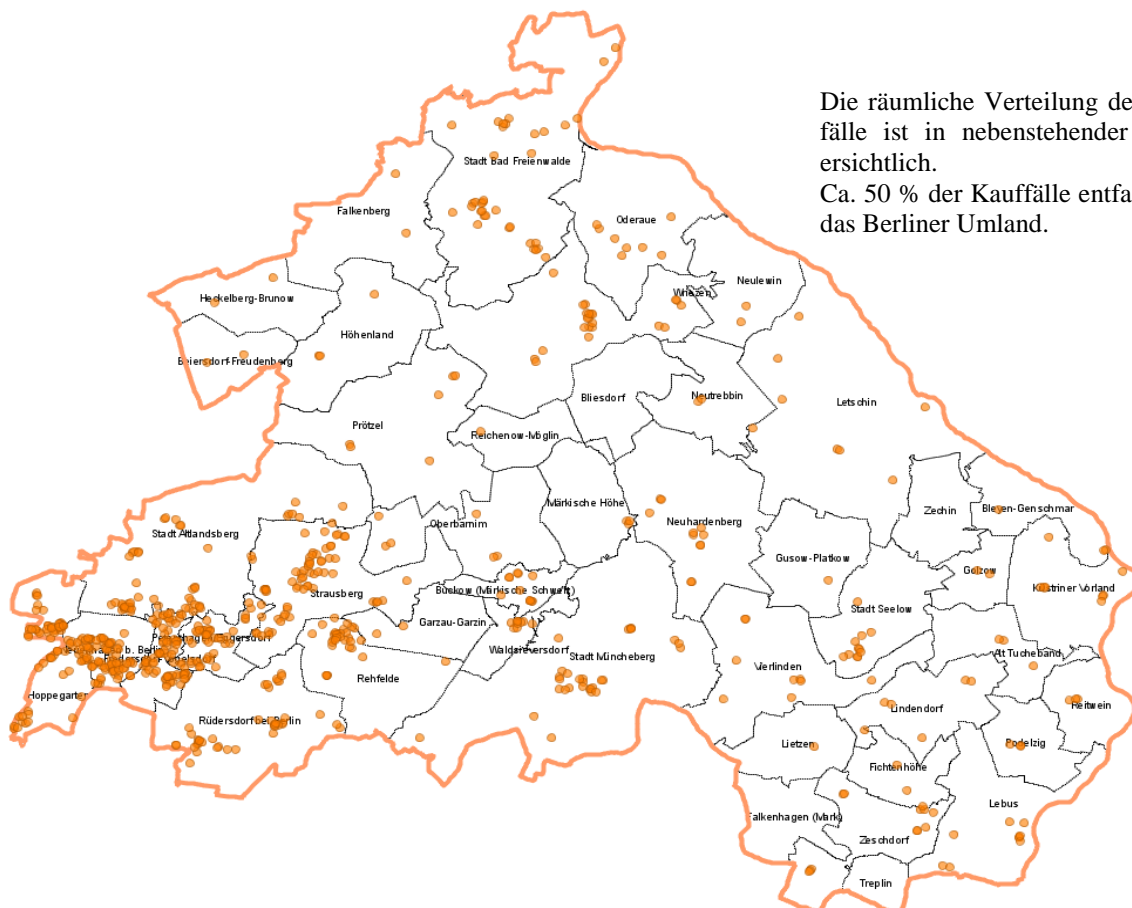 Die räumliche Verteilung de
fälle ist in nebenstehender
ersichtlich.
Ca. 50 % der Kauffälle entfa
das Berliner Umland.
Stadt Bad Freienwalde
Falkenberg
Oderaue
Wriezen
Neulewin
Heckelberg-Brunow
Höhenland
Beiersdorf-Freudenberg
Bliesdorf
Neutrebbin
Letschin
Prötzel
Reichenow-Möglin
Märkische Höhe
Oberbarnim
Neuhardenberg
Zechin
Bleyen-Genschmar
Stadt Altlandsberg
Gusow-Platkow
Golzow
Küstriner Vorland
Strausberg
Buckow (Märkische Schweiz)
Stadt Seelow
Garzau-Garzin
Waldsieversdorf
Stadt Müncheberg
Alt Tucheband
Vierlinden
Rehfelde
Hoppegarten
Lindendorf
Reitwein
Rüdersdorf bei Berlin
Lietzen
Podelzig
Fichtenhöhe
Lebus
Falkenhagen (Mark)
Zeschdorf
Treplin